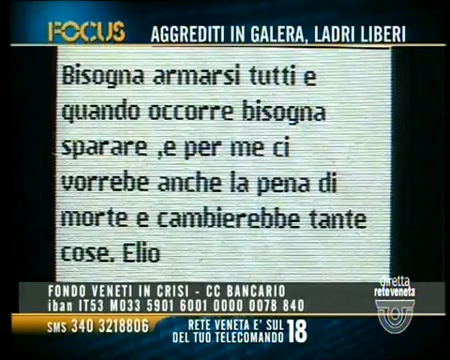 FOCUS AGGREDITI IN GALERA, LADRI LIBERI
Bisogna armarsi tutti e
quando occorre bisogna
sparare ,e per me ci
vorrebe anche la pena di
morte e cambierebbe tante
cose. Elio
diretta
reteveneta
FONDO VENETI IN CRISI - CC BANCARIO
iban IT53 M033 5901 6001 0000 0078 840
SMS 340 3218806
RETE VENETA E' SUL
DEL TUO TELECOMANDO 18